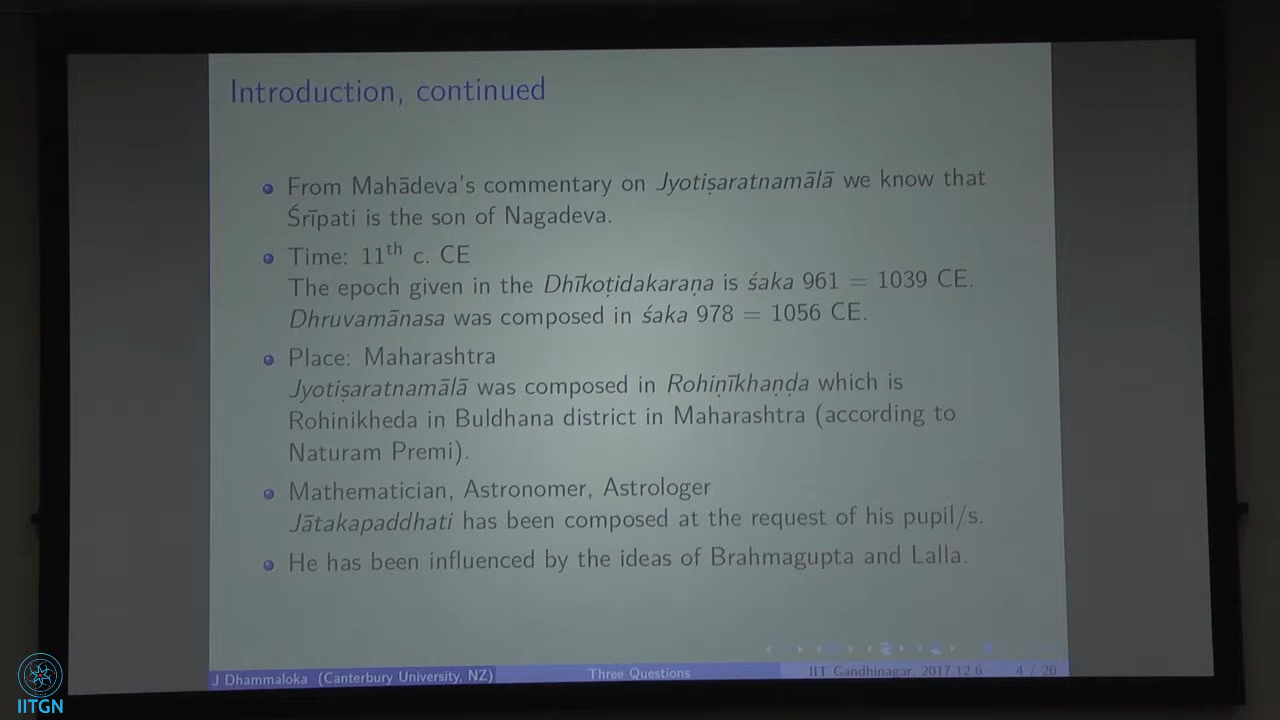 Introduction, continued
From Mahādeva's commentary on Jyotiṣaratnamālā we know that
Śrīpati is the son of Nagadeva.
Time: 11th c. CE
The epoch given in the Dhīkoṭidakaraṇa is śaka 961 = 1039 CE.
Dhruvamānasa was composed in śaka 978 = 1056 CE.
Place: Maharashtra
Jyotiṣaratnamālā was composed in Rohiṇīkhaṇḍa which is
Rohinikheda in Buldhana district in Maharashtra (according to
Naturam Premi).
Mathematician, Astronomer, Astrologer
Jātakapaddhati has been composed at the request of his pupil/s.
He has been influenced by the ideas of Brahmagupta and Lalla.
J Dhammaloka (Canterbury University, NZ) Three Questions IIT Gandhinagar, 2017.12.6 4 / 20
IITGN